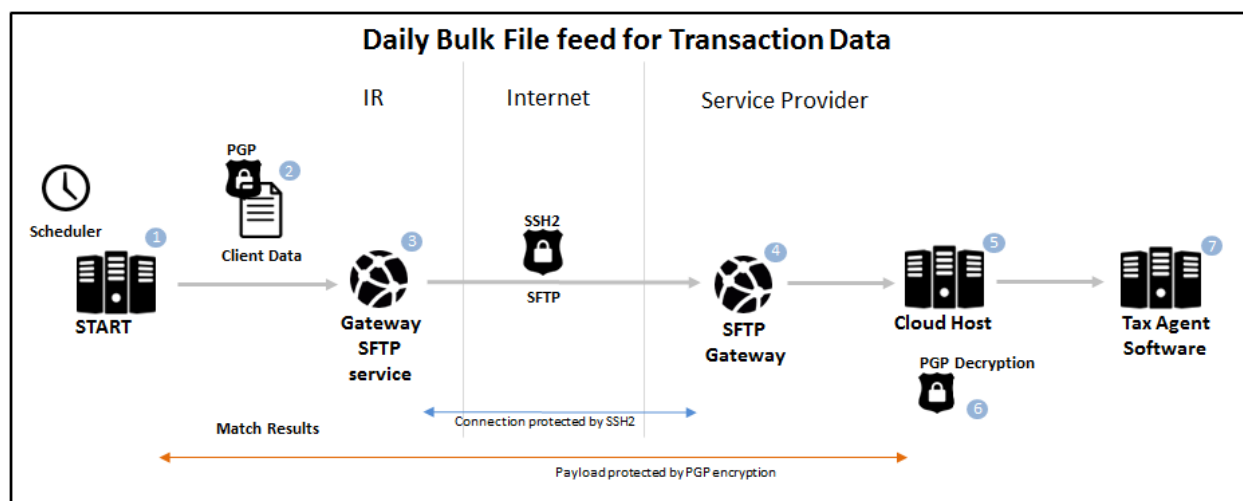 Daily Bulk File feed for Transaction Data
IR
Internet
Service Provider
Scheduler
1
START
PGP
2
Client Data
3
Gateway
SFTP
service
SSH2
SFTP
4
SFTP
Gateway
5
Cloud Host
PGP Decryption
6
7
Tax Agent
Software
Connection protected by SSH2
Match Results
Payload protected by PGP encryption